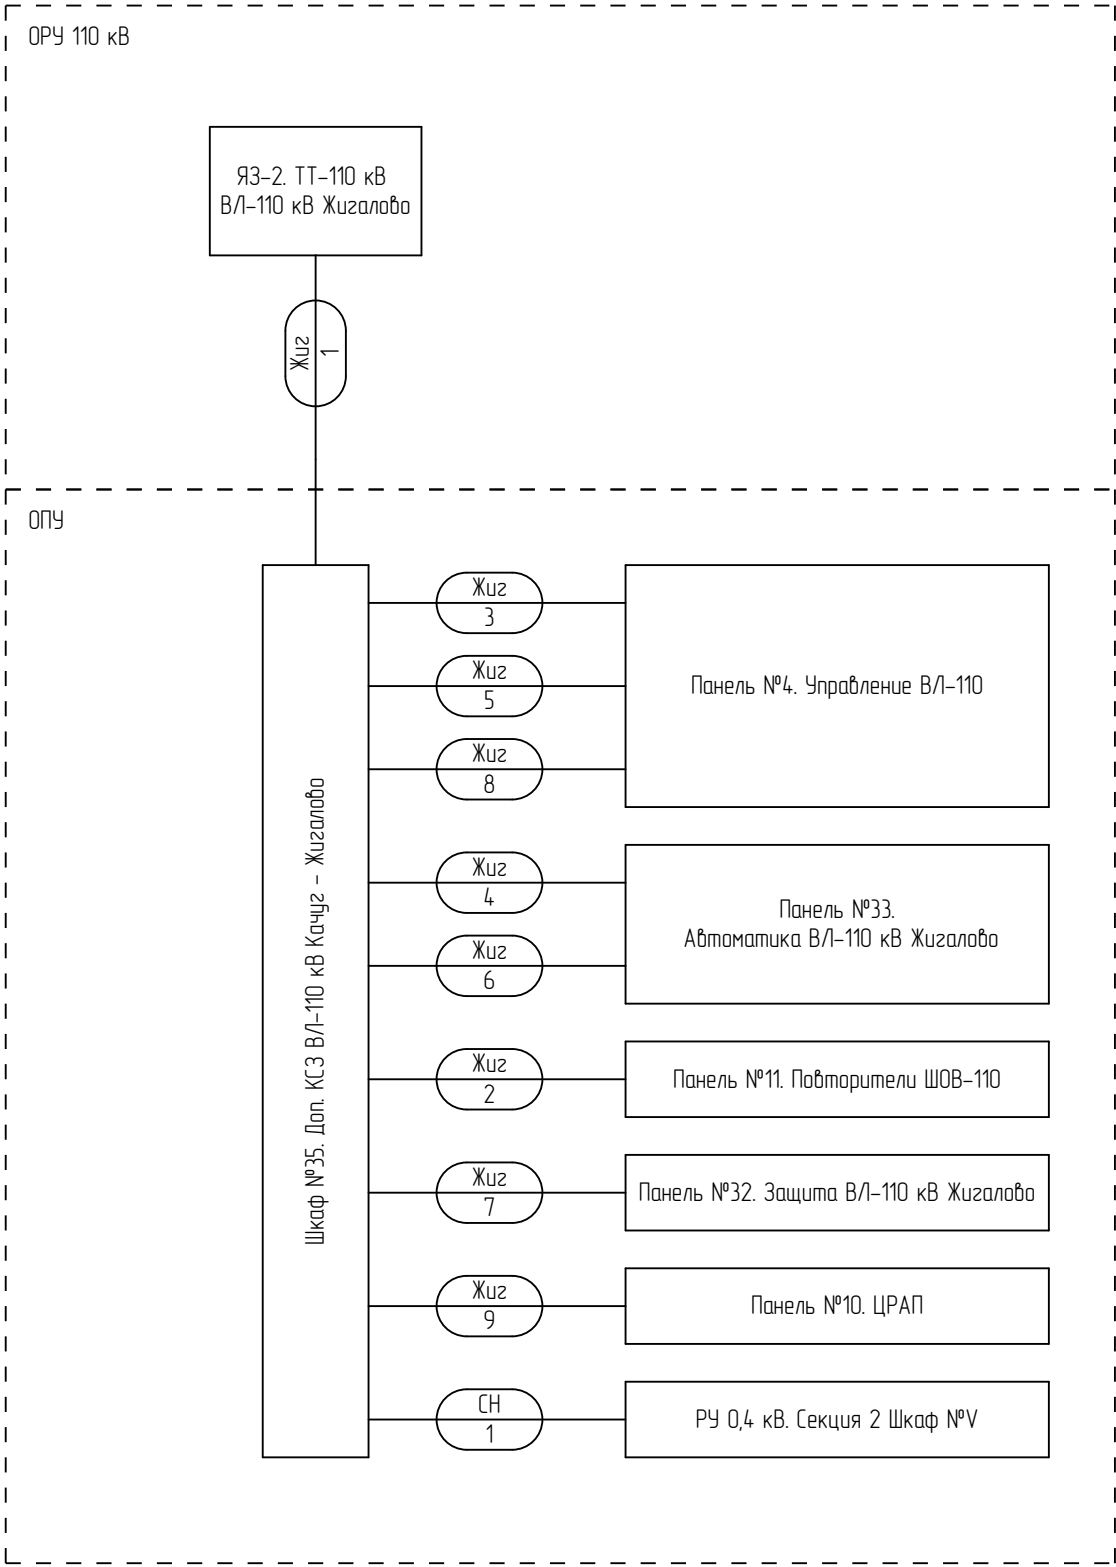 ОРУ 110 кВ
ЯЗ-2. ТТ-110 кВ
ВЛ-110 кВ Жигалово
Жиг
1
ОПУ
Шкаф №35. Доп. КСЗ ВЛ-110 кВ Качуг - Жигалово
Жиг
3
Жиг
5
Жиг
8
Панель №4. Управление ВЛ-110
Жиг
4
Жиг
6
Панель №33.
Автоматика ВЛ-110 кВ Жигалово
Жиг
2
Панель №11. Повторители ШОВ-110
Жиг
7
Панель №32. Защита ВЛ-110 кВ Жигалово
Жиг
9
Панель №10. ЦРАП
СН
1
РУ 0,4 кВ. Секция 2 Шкаф №V